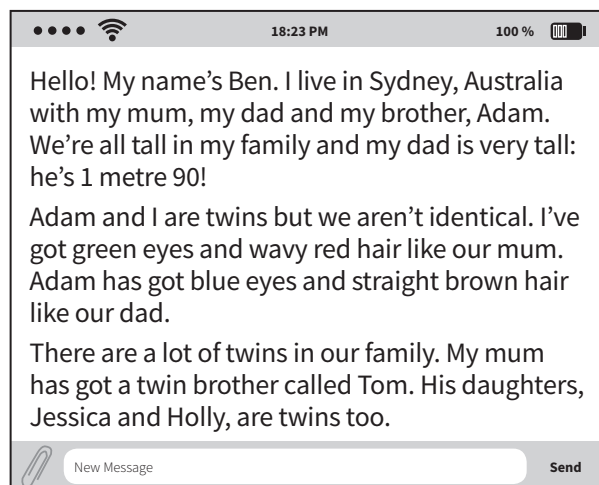 18:23 PM
100 %
Hello! My name’s Ben. I live in Sydney, Australia
with my mum, my dad and my brother, Adam.
We’re all tall in my family and my dad is very tall:
he’s 1 metre 90!
Adam and I are twins but we aren’t identical. I’ve
got green eyes and wavy red hair like our mum.
Adam has got blue eyes and straight brown hair
like our dad.
There are a lot of twins in our family. My mum
has got a twin brother called Tom. His daughters,
Jessica and Holly, are twins too.
New Message
Send